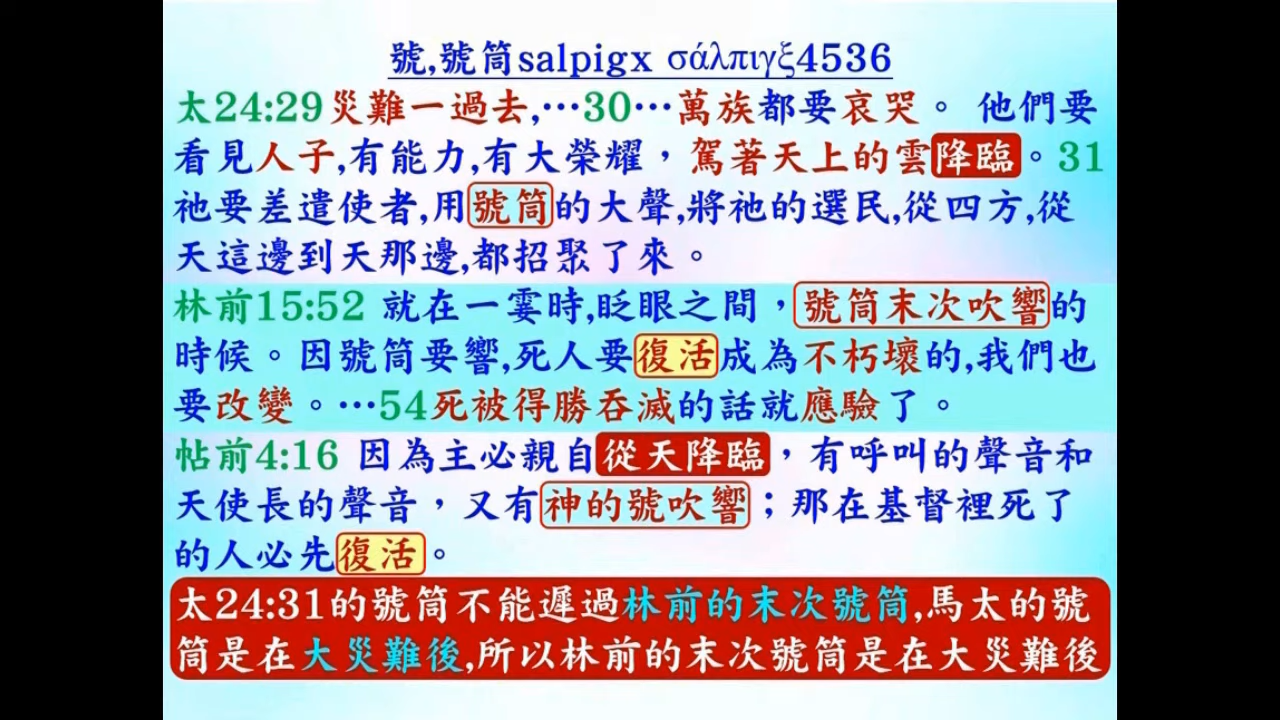 號,號筒salpigx σάλπιγξ4536
太24:29災難一過去,…30…萬族都要哀哭。 他們要
看見人子,有能力,有大榮耀,駕著天上的雲降臨。31
祂要差遣使者,用號筒的大聲,將祂的選民,從四方,從
天這邊到天那邊,都招聚了來。
林前15:52 就在一霎時,眨眼之間,號筒末次吹響的
時候。因號筒要響,死人要復活成為不朽壞的,我們也
要改變。…54死被得勝吞滅的話就應驗了。
帖前4:16 因為主必親自從天降臨,有呼叫的聲音和
天使長的聲音,又有神的號吹響;那在基督裡死了
的人必先復活。
太24:31的號筒不能遲過林前的末次號筒,馬太的號
筒是在大災難後,所以林前的末次號筒是在大災難後